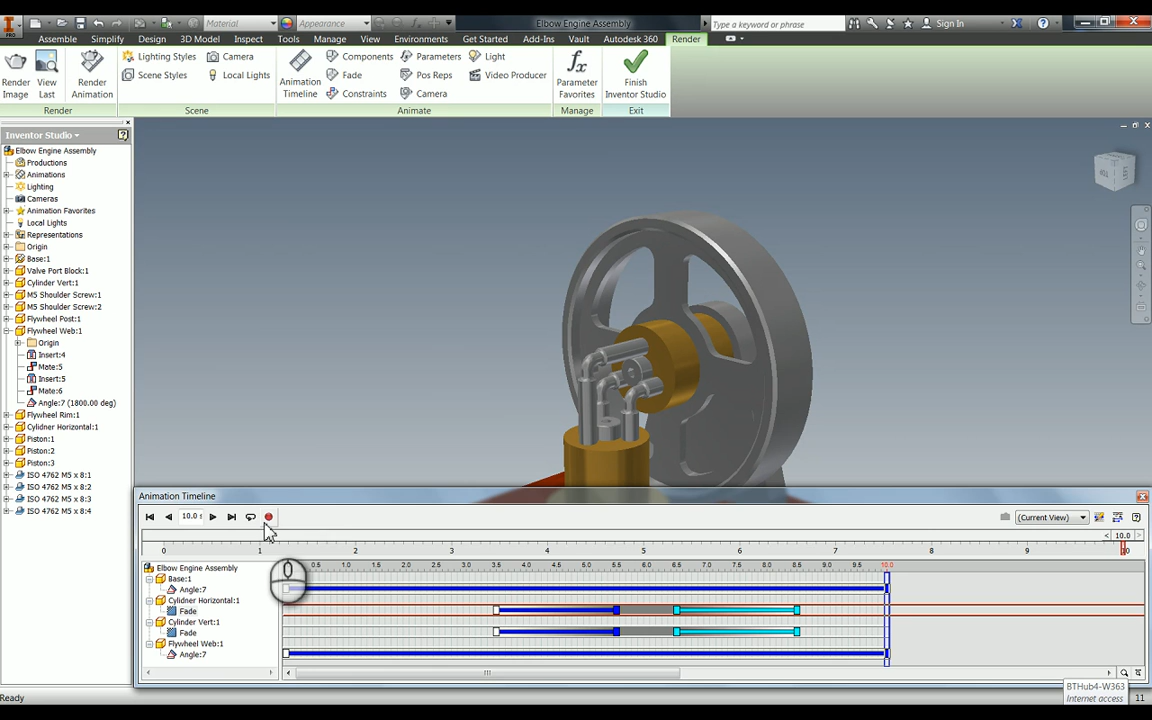 Material
Appearance
Elbow Engine Assembly
Type a keyword or phrase
Sign In
PRO
Assemble Simplify Design 3D Model Inspect Tools Manage View Environments Get Started Add-Ins Vault Autodesk 360 Render
Render Image
View Last
Render Animation
Lighting Styles
Scene Styles
Camera
Local Lights
Animation Timeline
Components
Fade
Constraints
Parameters
Pos Reps
Camera
Light
Video Producer
Parameter Favorites
Finish Inventor Studio
Render Scene Animate Manage Exit
Inventor Studio
Elbow Engine Assembly
Productions
Animations
Lighting
Cameras
Animation Favorites
Local Lights
Representations
Origin
Base:1
Valve Port Block:1
Cylinder Vert:1
M5 Shoulder Screw:1
M5 Shoulder Screw:2
Flywheel Post:1
Flywheel Web:1
Origin
Insert:4
Mate:5
Insert:5
Mate:6
Angle:7 (1800.00 deg)
Flywheel Rim:1
Cylidner Horizontal:1
Piston:1
Piston:2
Piston:3
ISO 4762 M5 x 8:1
ISO 4762 M5 x 8:2
ISO 4762 M5 x 8:3
ISO 4762 M5 x 8:4
LEFT
Animation Timeline
10.0 s
(Current View)
< 10.0 >
0 1 2 3 4 5 6 7 8 9 10
0.5 1.0 1.5 2.0 2.5 3.0 3.5 4.0 4.5 5.0 5.5 6.0 6.5 7.0 7.5 8.0 8.5 9.0 9.5 10.0
Elbow Engine Assembly
Base:1
Angle:7
Cylidner Horizontal:1
Fade
Cylinder Vert:1
Fade
Flywheel Web:1
Angle:7
BTHub4-W363
Internet access
Ready
11